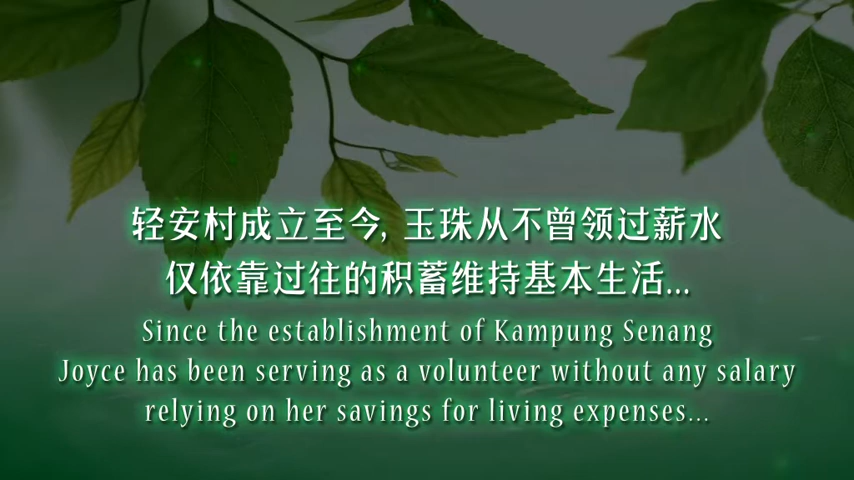 轻安村成立至今, 玉珠从不曾领过薪水
仅依靠过往的积蓄维持基本生活...
Since the establishment of Kampung Senang
Joyce has been serving as a volunteer without any salary
relying on her savings for living expenses...